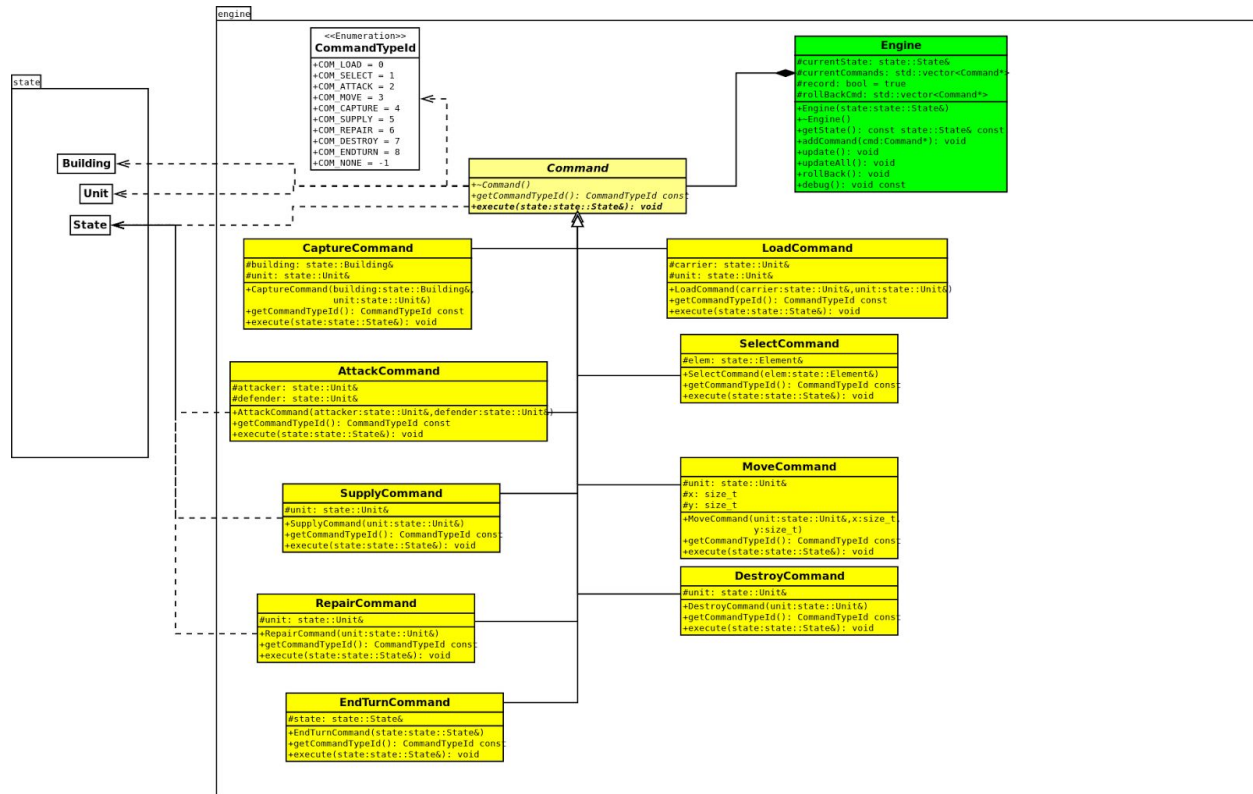 engine
<<Enumeration>>
CommandTypeId
+COM_LOAD = 0
+COM_SELECT = 1
+COM_ATTACK = 2
+COM_MOVE = 3
+COM_CAPTURE = 4
+COM_SUPPLY = 5
+COM_REPAIR = 6
+COM_DESTROY = 7
+COM_ENDTURN = 8
+COM_NONE = -1
Engine
#currentState: state::State&
#currentCommands: std::vector<Command*>
#record: bool = true
#rollBackCmd: std::vector<Command*>
+Engine(state:state::State&)
+~Engine()
+getState(): const state::State& const
+addCommand(cmd:Command*): void
+update(): void
+updateAll(): void
+rollBack(): void
+debug(): void const
state
Building
Unit
State
Command
+~Command()
+getCommandTypeId(): CommandTypeId const
+execute(state:state::State&): void
CaptureCommand
#building: state::Building&
#unit: state::Unit&
+CaptureCommand(building:state::Building&,
unit:state::Unit&)
+getCommandTypeId(): CommandTypeId const
+execute(state:state::State&): void
LoadCommand
#carrier: state::Unit&
#unit: state::Unit&
+LoadCommand(carrier:state::Unit&,unit:state::Unit&)
+getCommandTypeId(): CommandTypeId const
+execute(state:state::State&): void
SelectCommand
#elem: state::Element&
+SelectCommand(elem:state::Element&)
+getCommandTypeId(): CommandTypeId const
+execute(state:state::State&): void
AttackCommand
#attacker: state::Unit&
#defender: state::Unit&
+AttackCommand(attacker:state::Unit&,defender:state::Unit&)
+getCommandTypeId(): CommandTypeId const
+execute(state:state::State&): void
MoveCommand
#unit: state::Unit&
#x: size_t
#y: size_t
+MoveCommand(unit:state::Unit&,x:size_t,
y:size_t)
+getCommandTypeId(): CommandTypeId const
+execute(state:state::State&): void
SupplyCommand
#unit: state::Unit&
+SupplyCommand(unit:state::Unit&)
+getCommandTypeId(): CommandTypeId const
+execute(state:state::State&): void
DestroyCommand
#unit: state::Unit&
+DestroyCommand(unit:state::Unit&)
+getCommandTypeId(): CommandTypeId const
+execute(state:state::State&): void
RepairCommand
#unit: state::Unit&
+RepairCommand(unit:state::Unit&)
+getCommandTypeId(): CommandTypeId const
+execute(state:state::State&): void
EndTurnCommand
#state: state::State&
+EndTurnCommand(state:state::State&)
+getCommandTypeId(): CommandTypeId const
+execute(state:state::State&): void